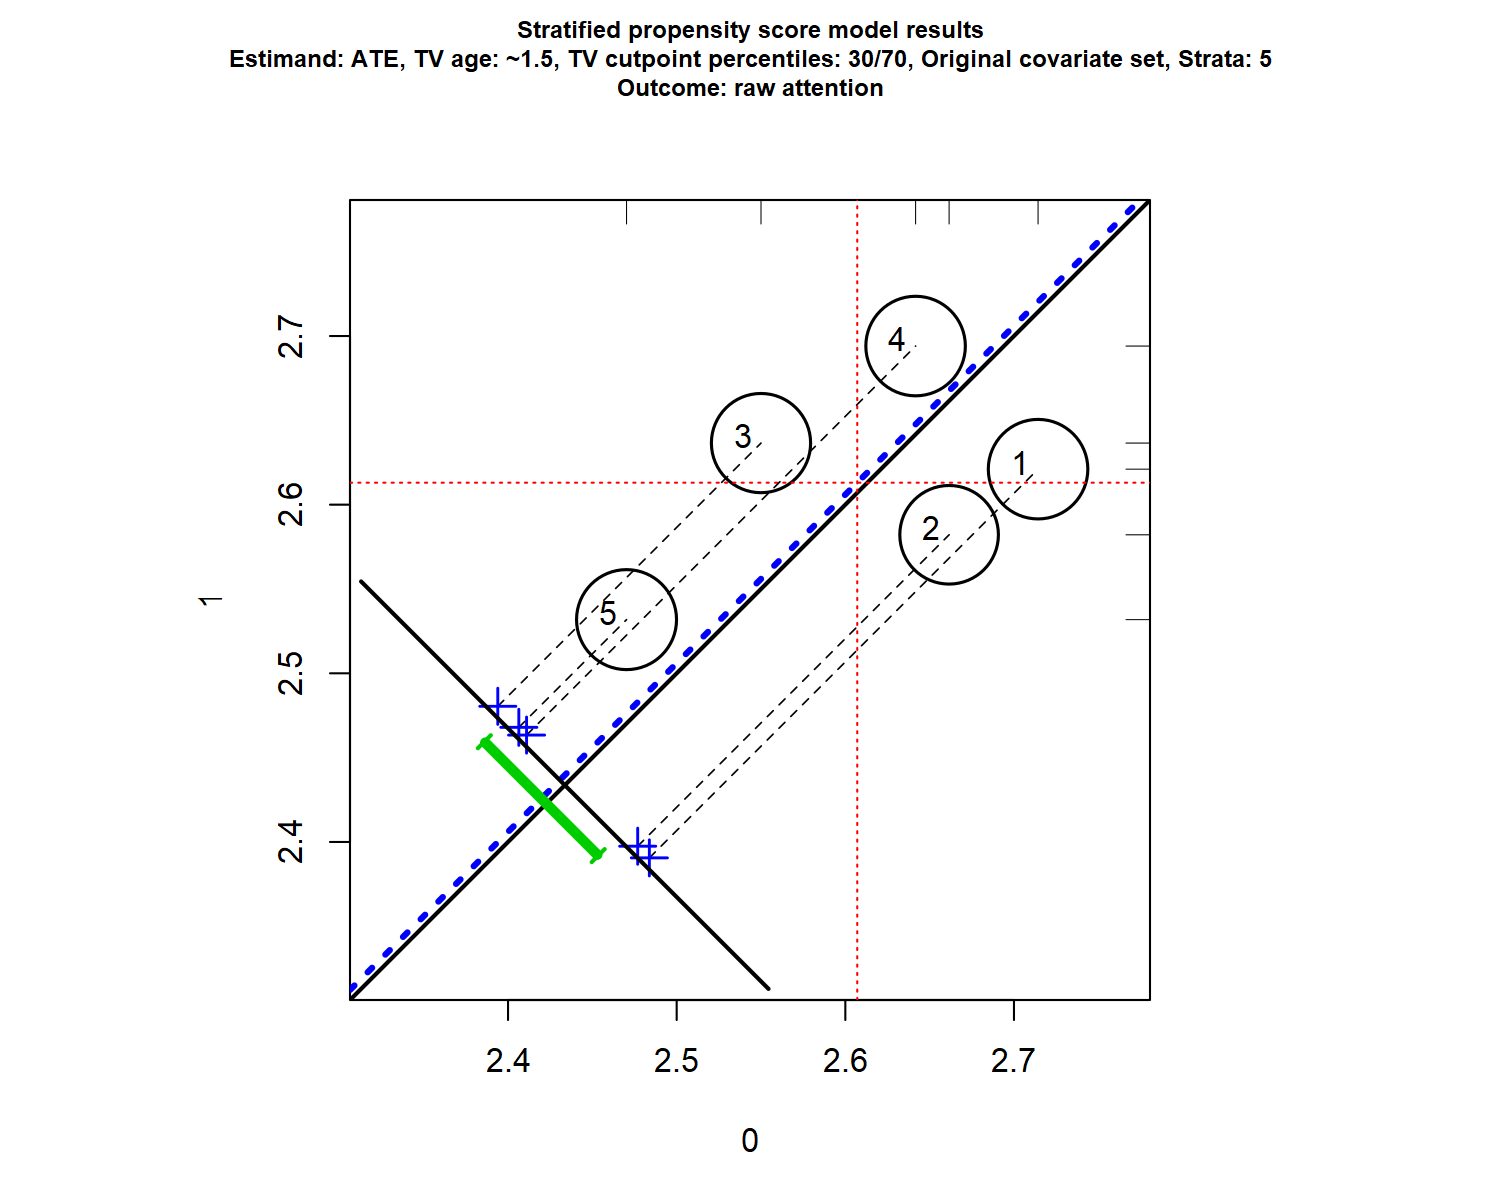 Stratified propensity score model results
Estimand: ATE, TV age: ~1.5, TV cutpoint percentiles: 30/70, Original covariate set, Strata: 5
Outcome: raw attention
2.7
4
3
1
2.6
2
1
5
2.5
2.4
2.4 2.5 2.6 2.7
0